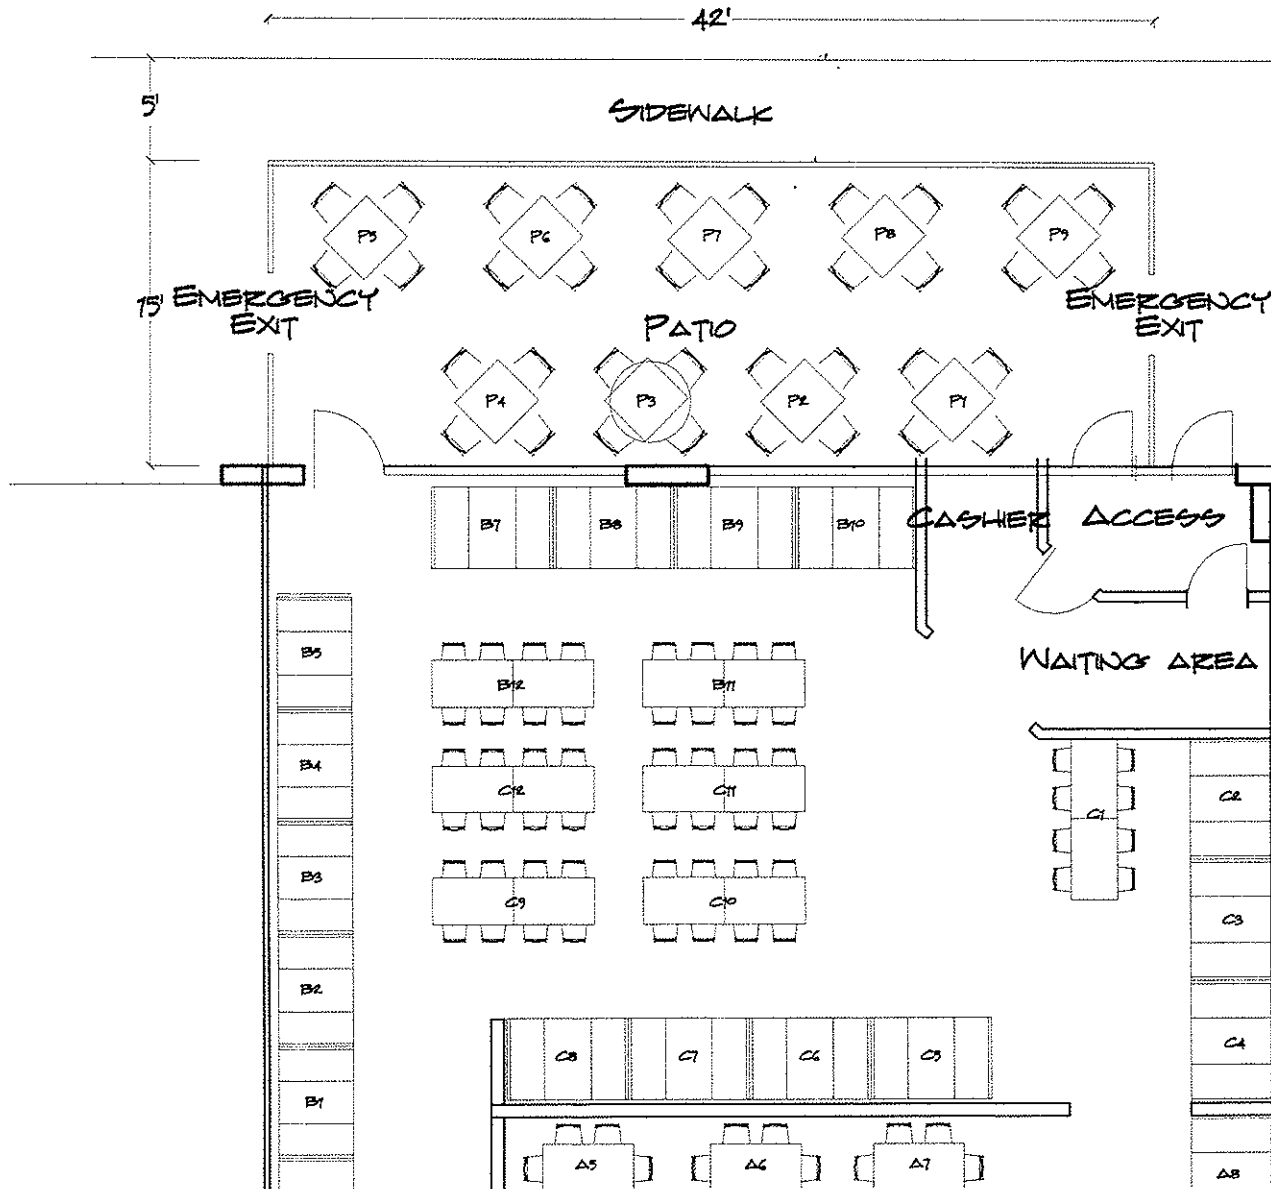 42'
5'
SIDEWALK
P5 P6 P7 P8 P9
15'
EMERGENCY
EXIT
PATIO
EMERGENCY
EXIT
P4 P3 P2 P1
B7 B8 B9 B10
CASHIER ACCESS
B5
B12 B11
WAITING AREA
B4
C12 C11
C1
C2
B3
C9 C10
C3
B2
C8 C7 C6 C5
C4
B1
A5 A6 A7
A8